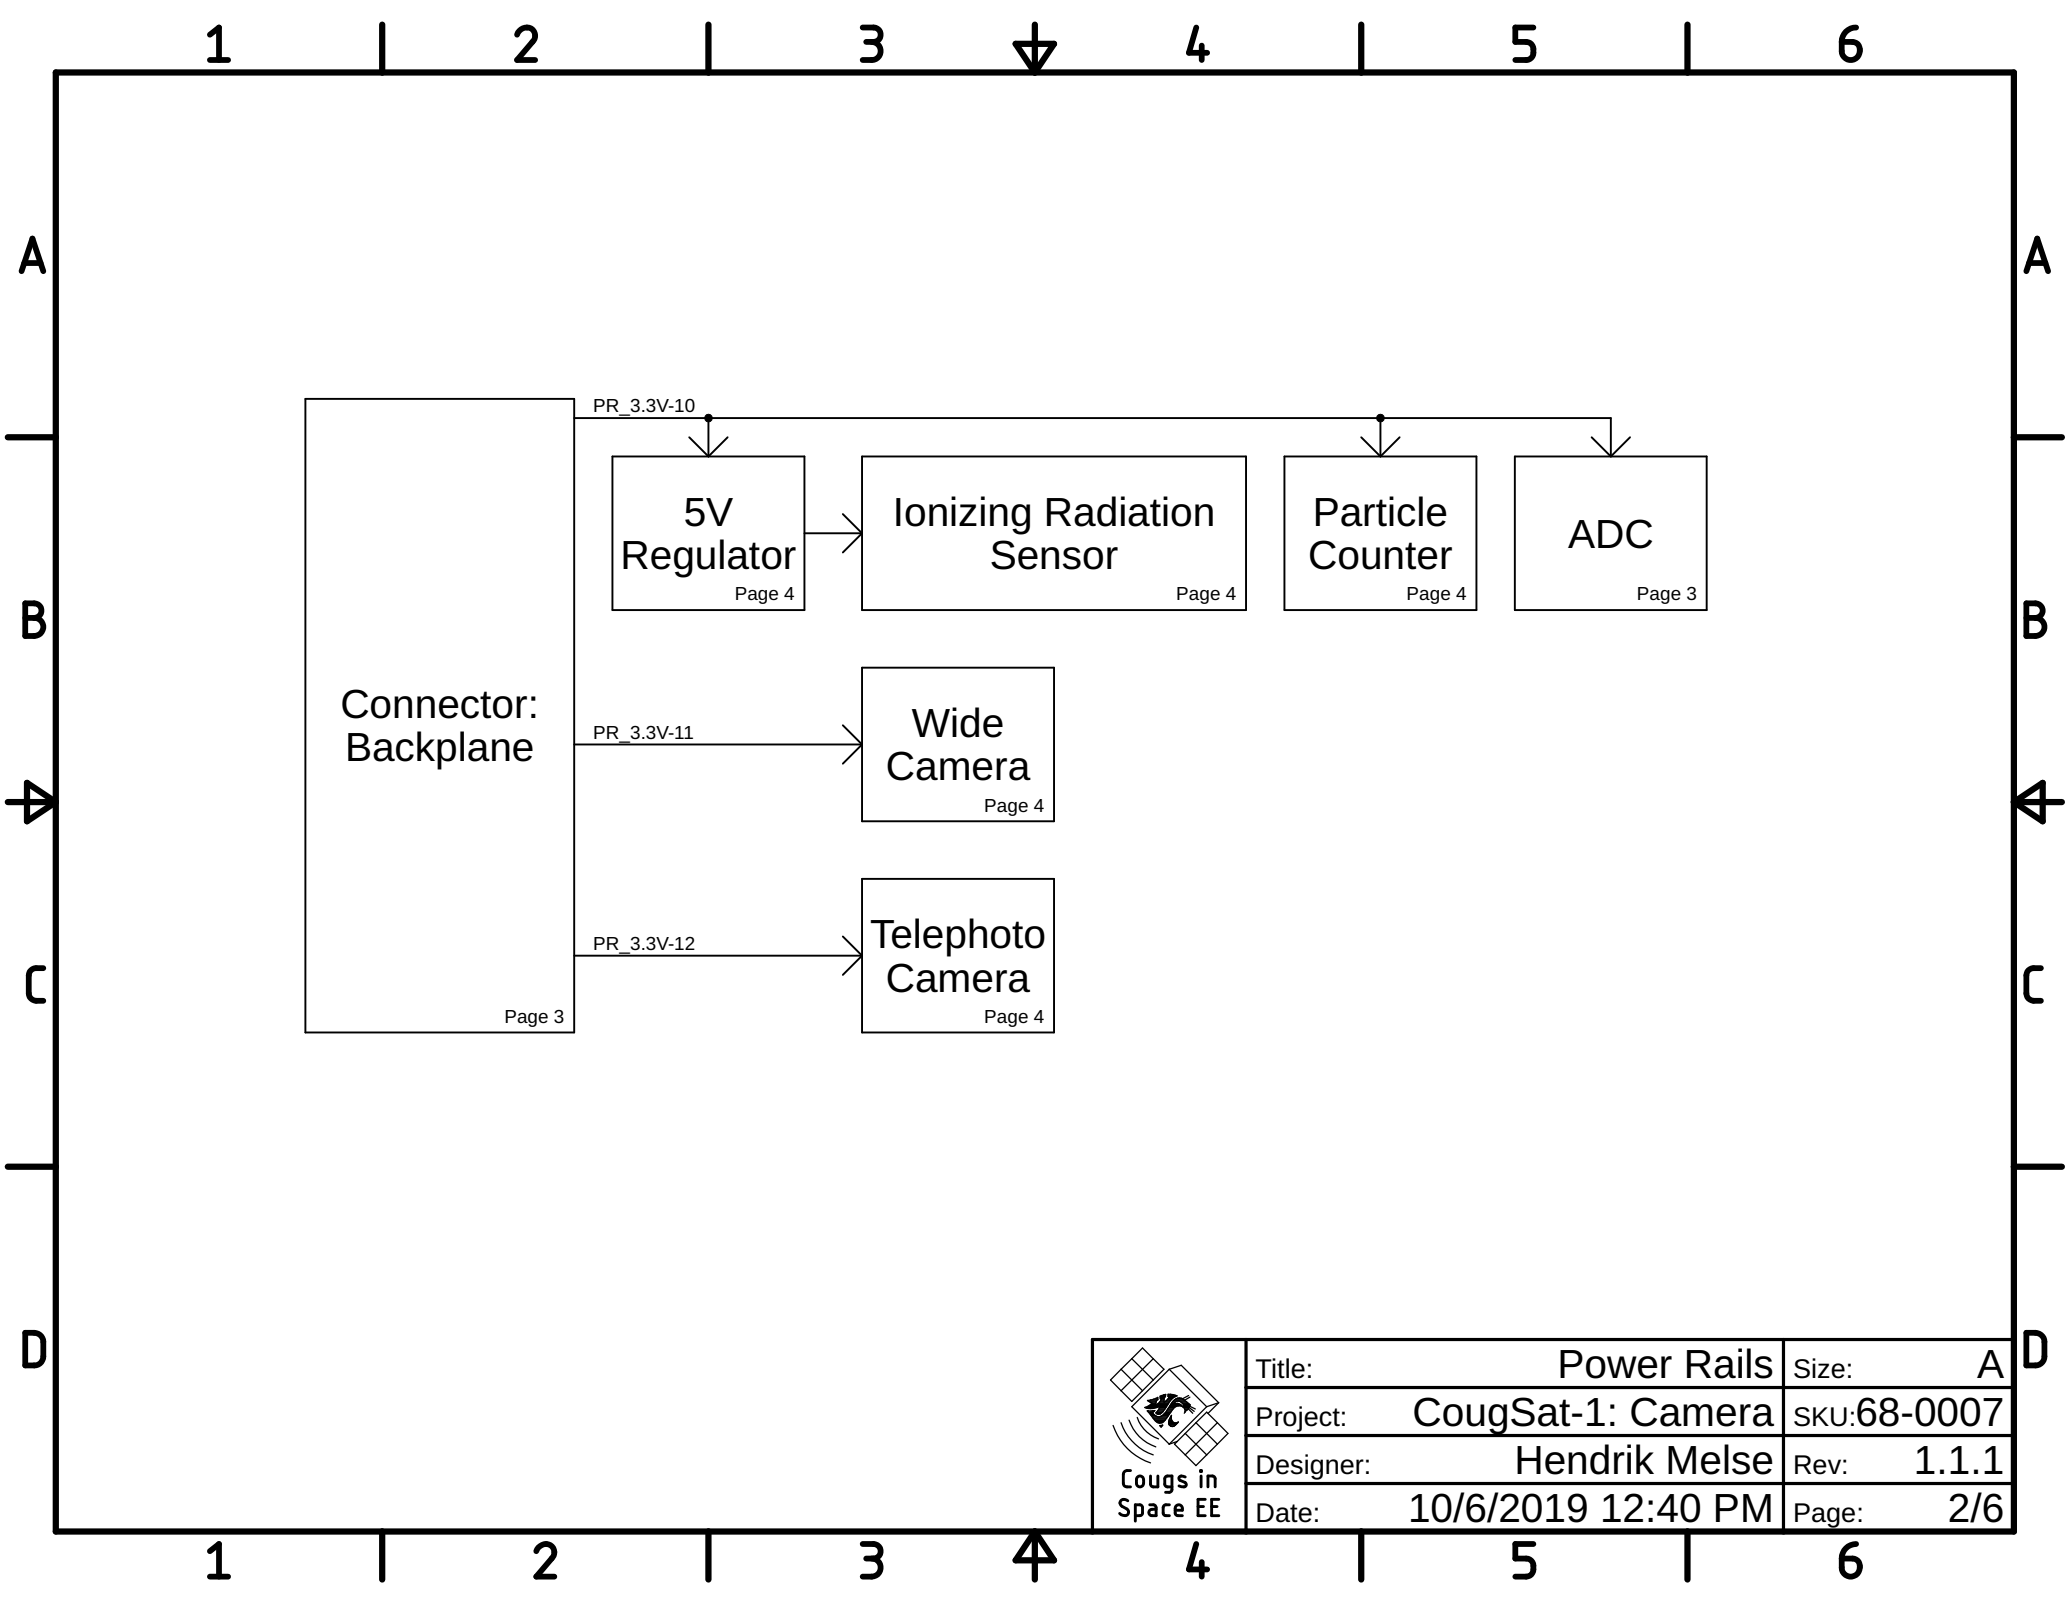 1 2 3 4 5 6
A A
PR_3.3V-10
5V
Regulator
Page 4
Ionizing Radiation
Sensor
Page 4
Particle
Counter
Page 4
ADC
Page 3
B B
Connector:
Backplane
Page 3
PR_3.3V-11
Wide
Camera
Page 4
PR_3.3V-12
Telephoto
Camera
Page 4
C C
D D
Cougs in
Space EE
Title: Power Rails Size: A
Project: CougSat-1: Camera SKU: 68-0007
Designer: Hendrik Melse Rev: 1.1.1
Date: 10/6/2019 12:40 PM Page: 2/6
1 2 3 4 5 6